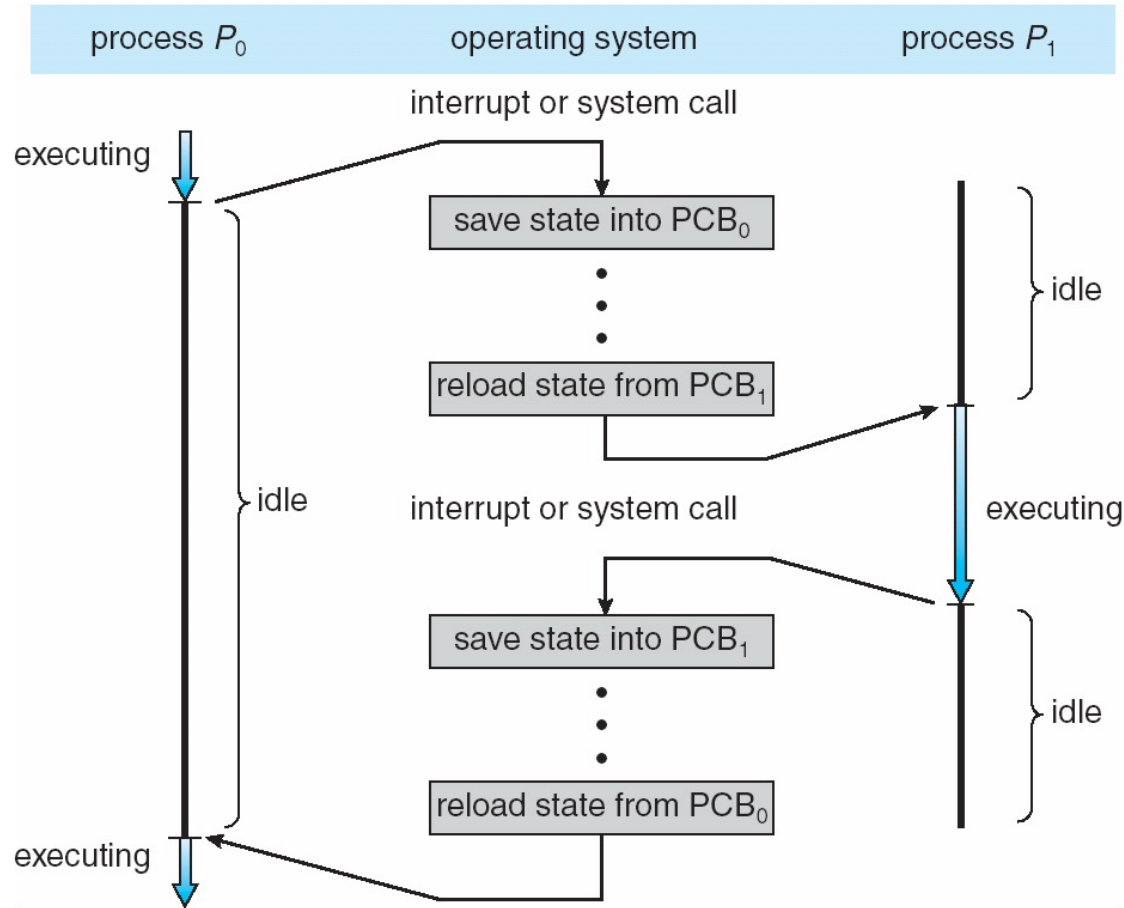 process P₀
operating system
process P₁
interrupt or system call
executing
save state into PCB₀
idle
reload state from PCB₁
idle
interrupt or system call
executing
save state into PCB₁
idle
reload state from PCB₀
executing